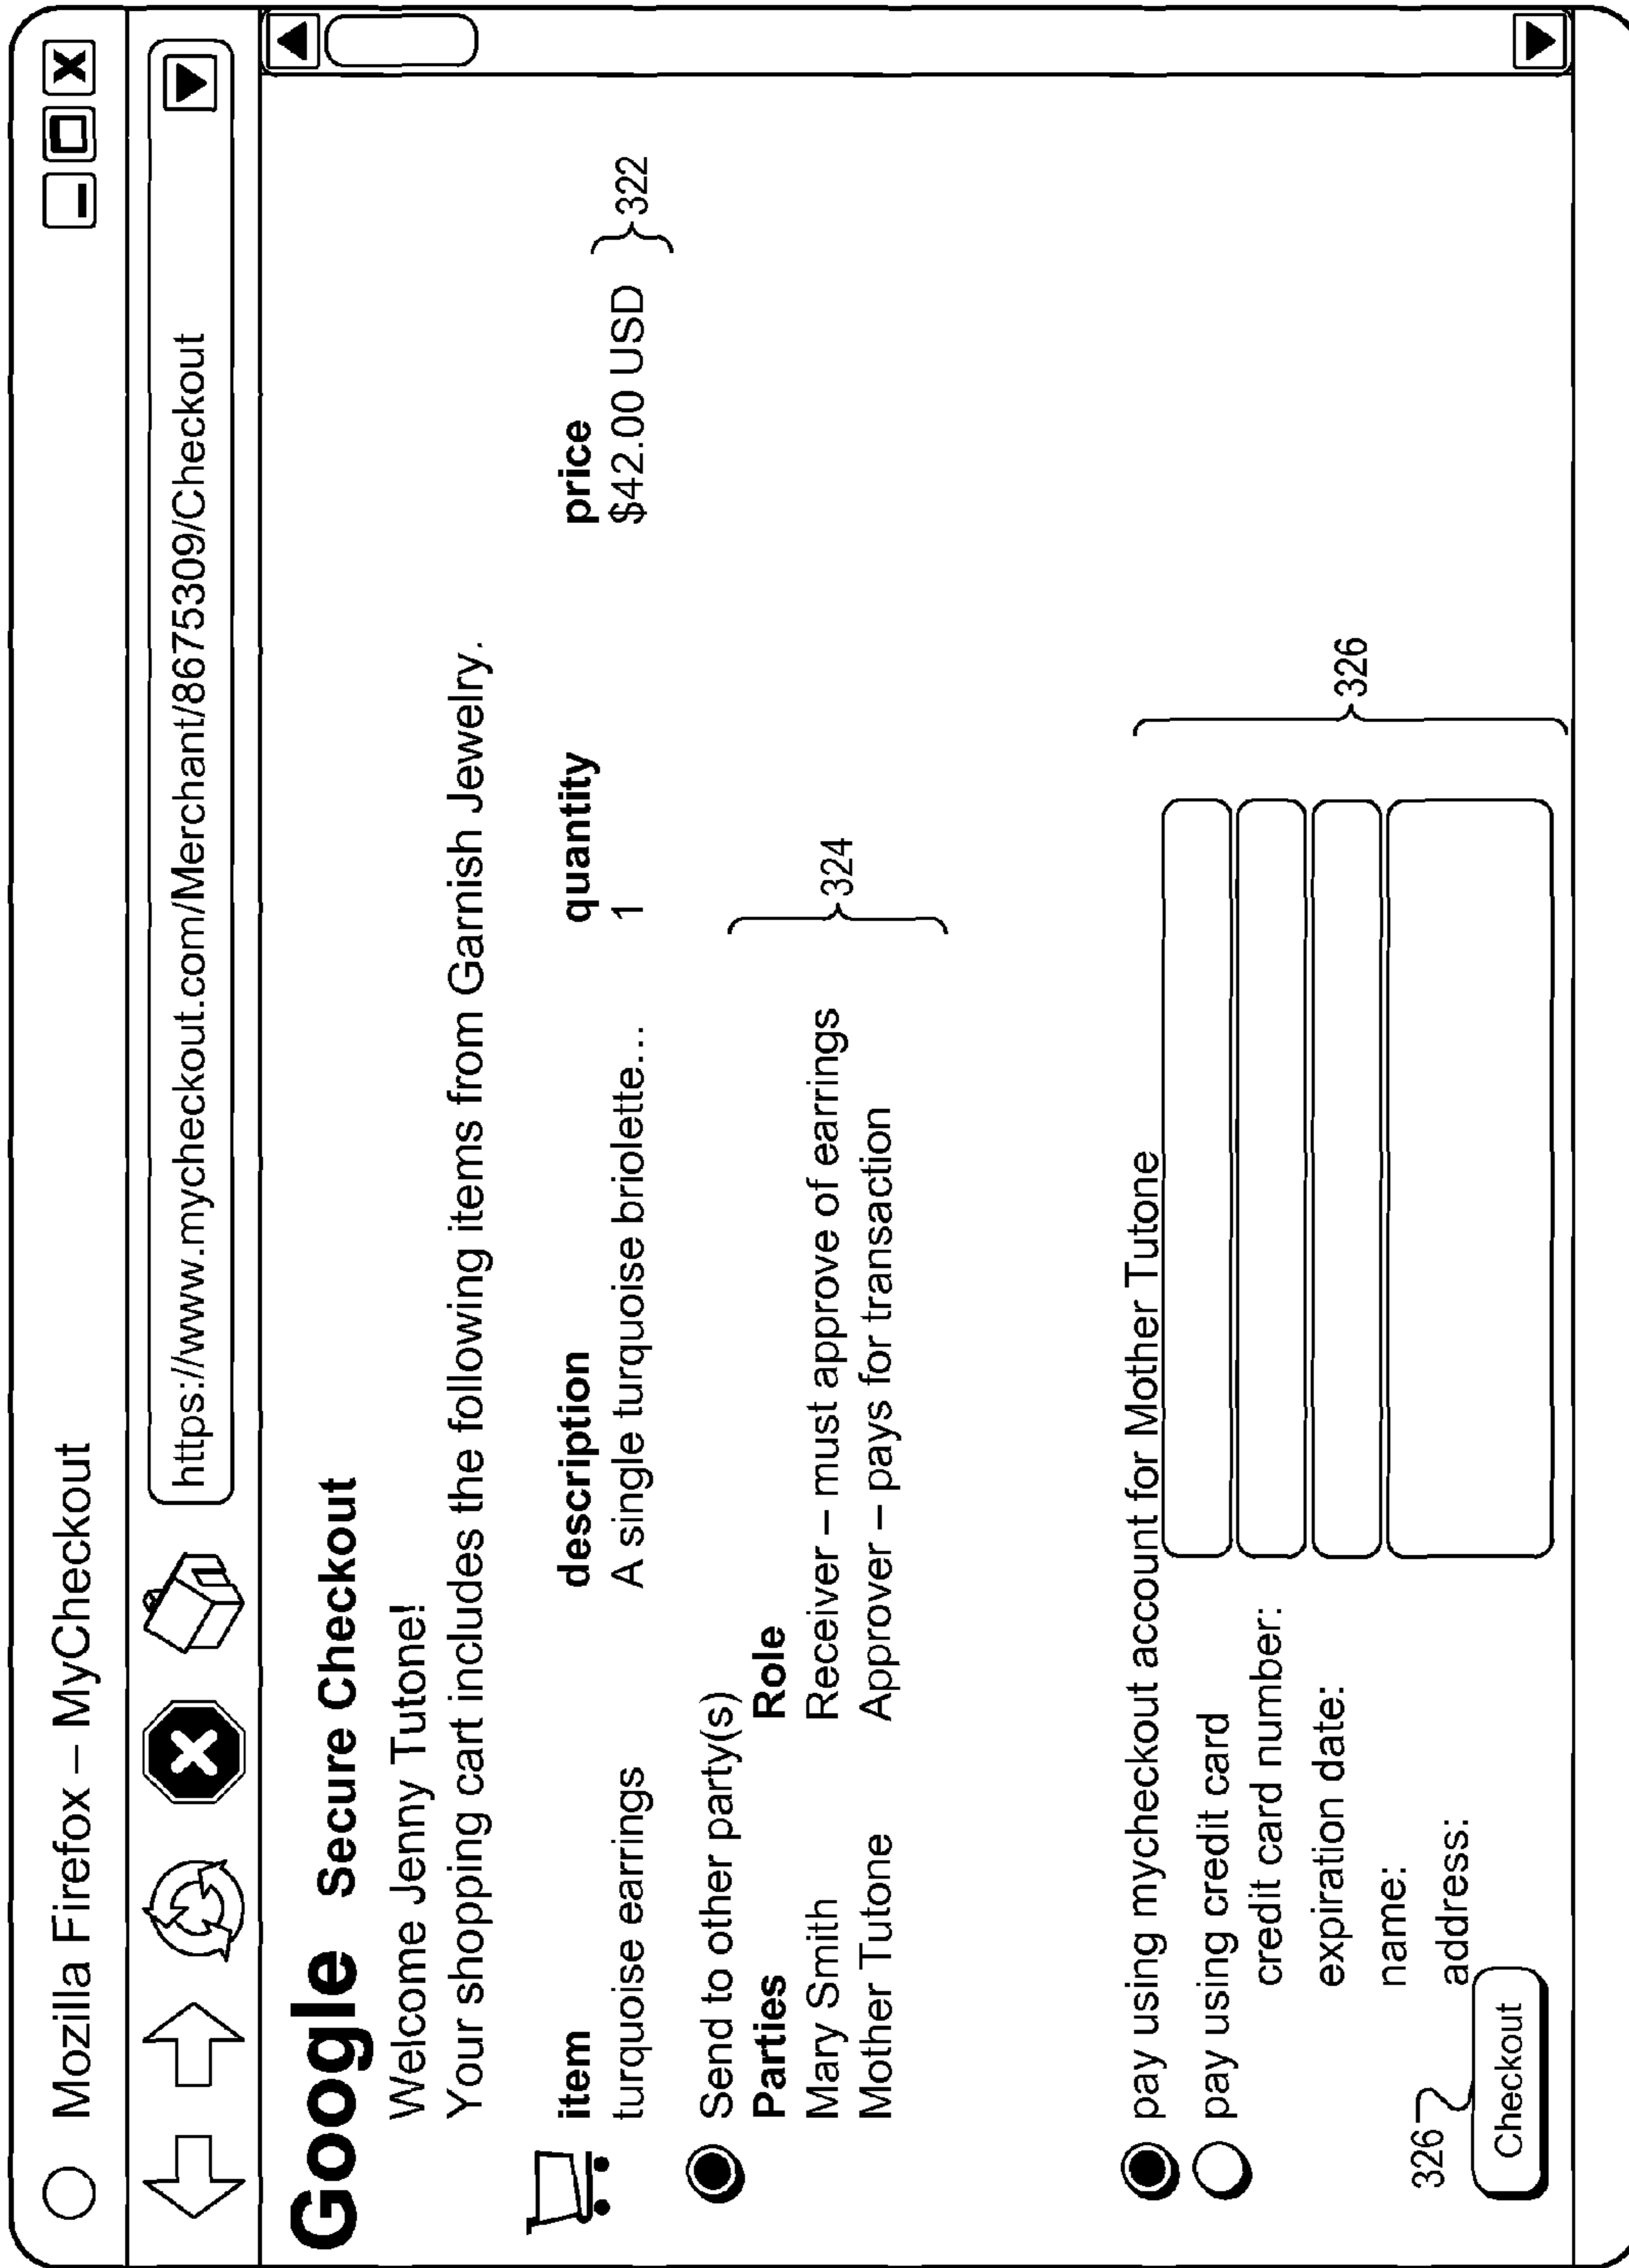 Mozilla Firefox – MyCheckout
https://www.mycheckout.com/Merchant/8675309/Checkout
Google Secure Checkout
Welcome Jenny Tutone!
Your shopping cart includes the following items from Garnish Jewelry.
item description quantity price
turquoise earrings A single turquoise briolette... 1 $42.00 USD 322
Send to other party(s)
Parties Role
Mary Smith Receiver – must approve of earrings
324
Mother Tutone Approver – pays for transaction
pay using mycheckout account for Mother Tutone
pay using credit card
credit card number:
expiration date:
326
name:
address:
326
Checkout